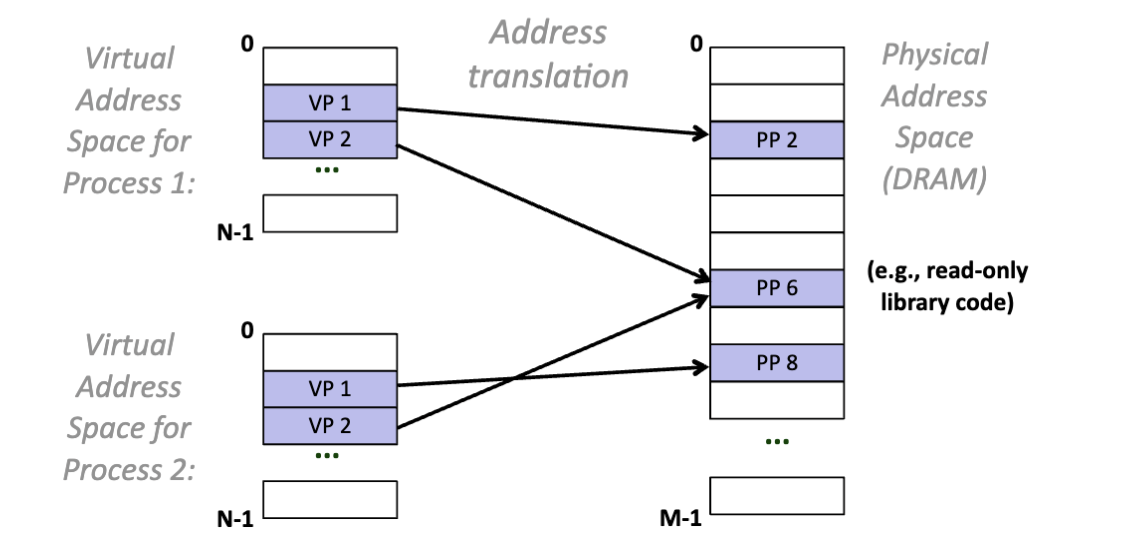 Address
translation
Virtual
Address
Space for
Process 1:
0
VP 1
VP 2
...
N-1
Virtual
Address
Space for
Process 2:
0
VP 1
VP 2
...
N-1
0
PP 2
PP 6
PP 8
...
M-1
Physical
Address
Space
(DRAM)
(e.g., read-only
library code)